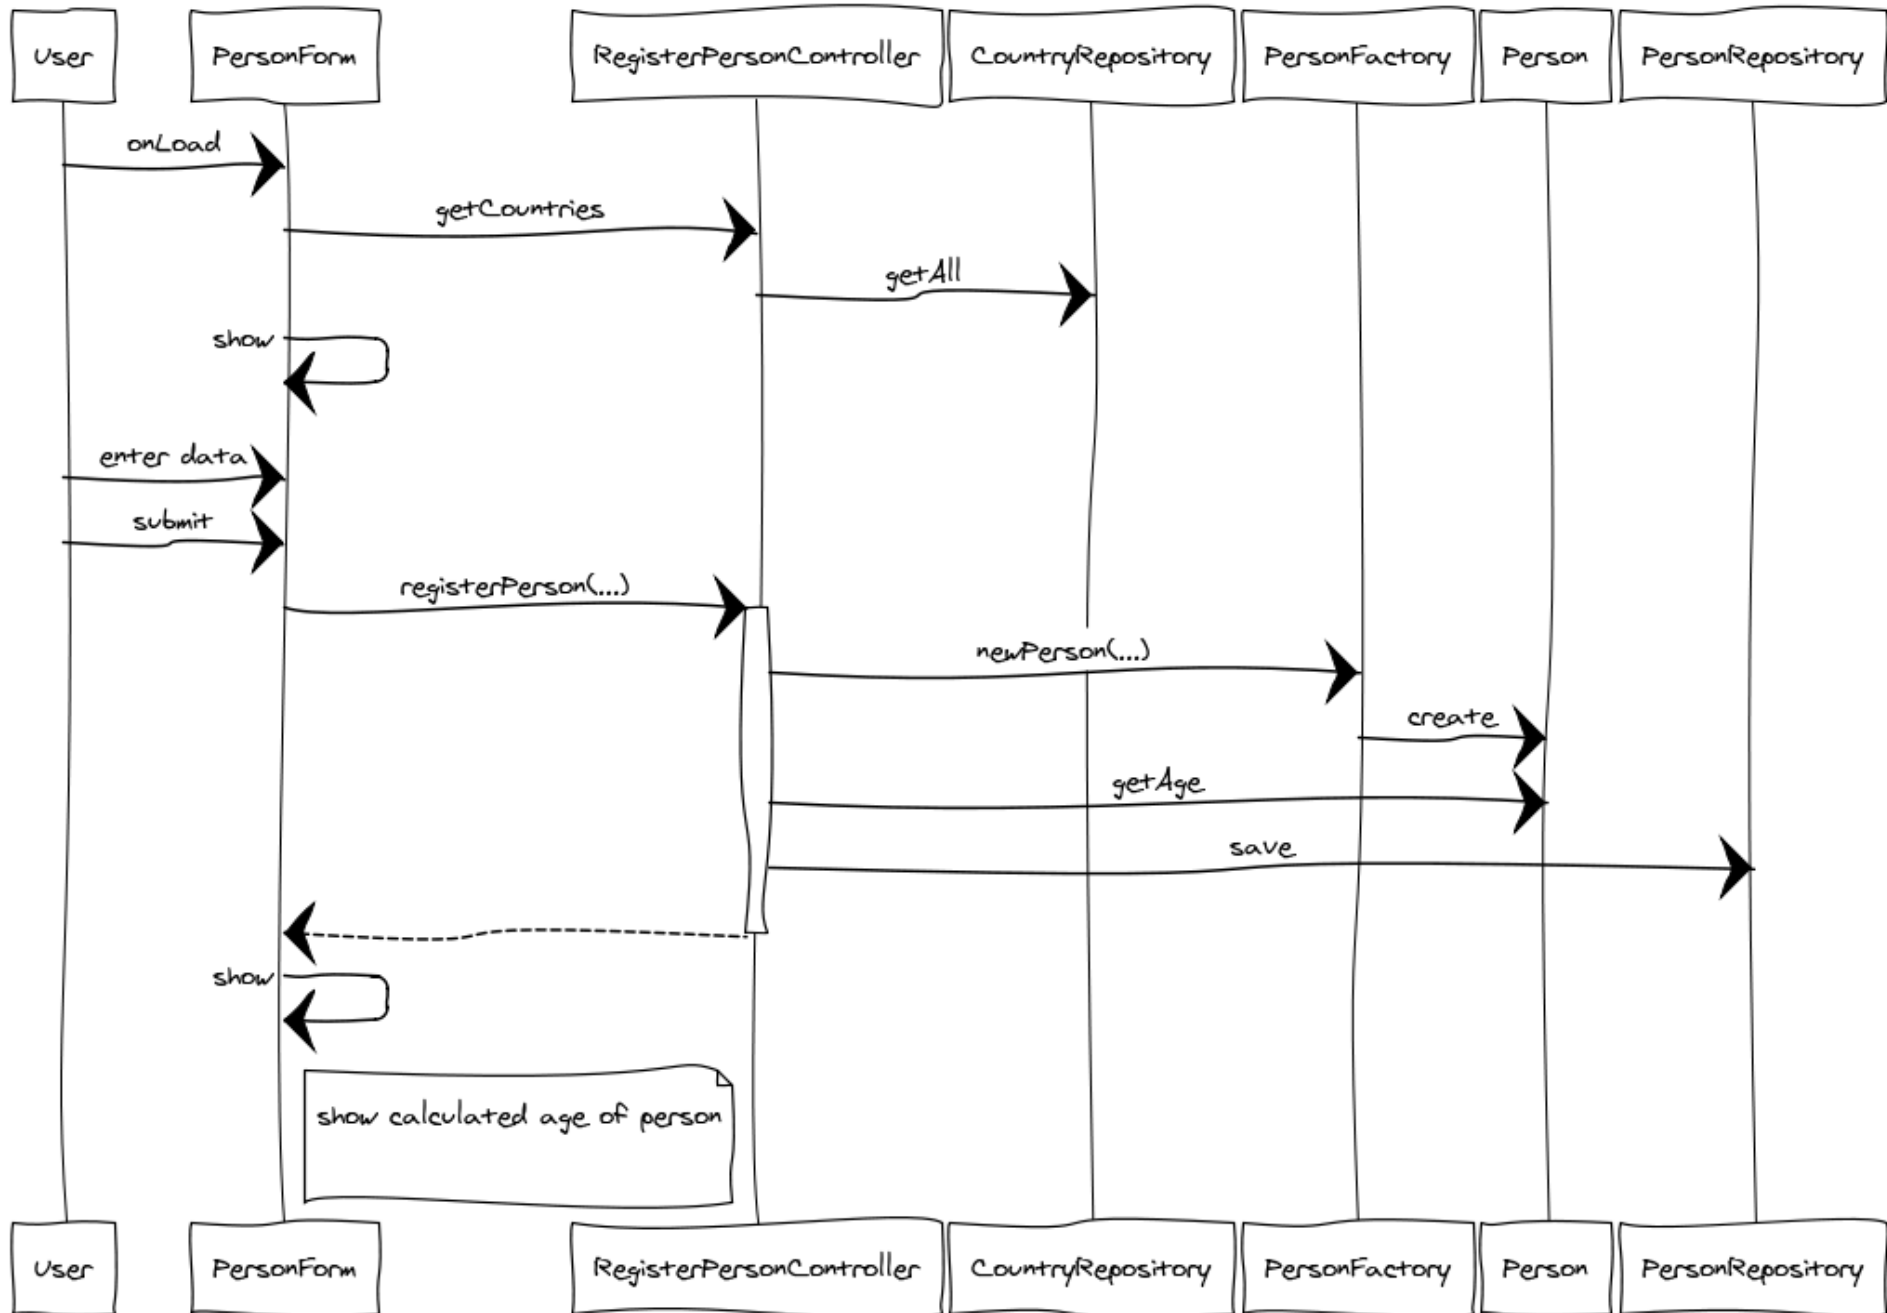 User
PersonForm
RegisterPersonController
CountryRepository
PersonFactory
Person
PersonRepository
onLoad
getCountries
getAll
show
enter data
submit
registerPerson(...)
newPerson(...)
create
getAge
save
show
show calculated age of person
User
PersonForm
RegisterPersonController
CountryRepository
PersonFactory
Person
PersonRepository